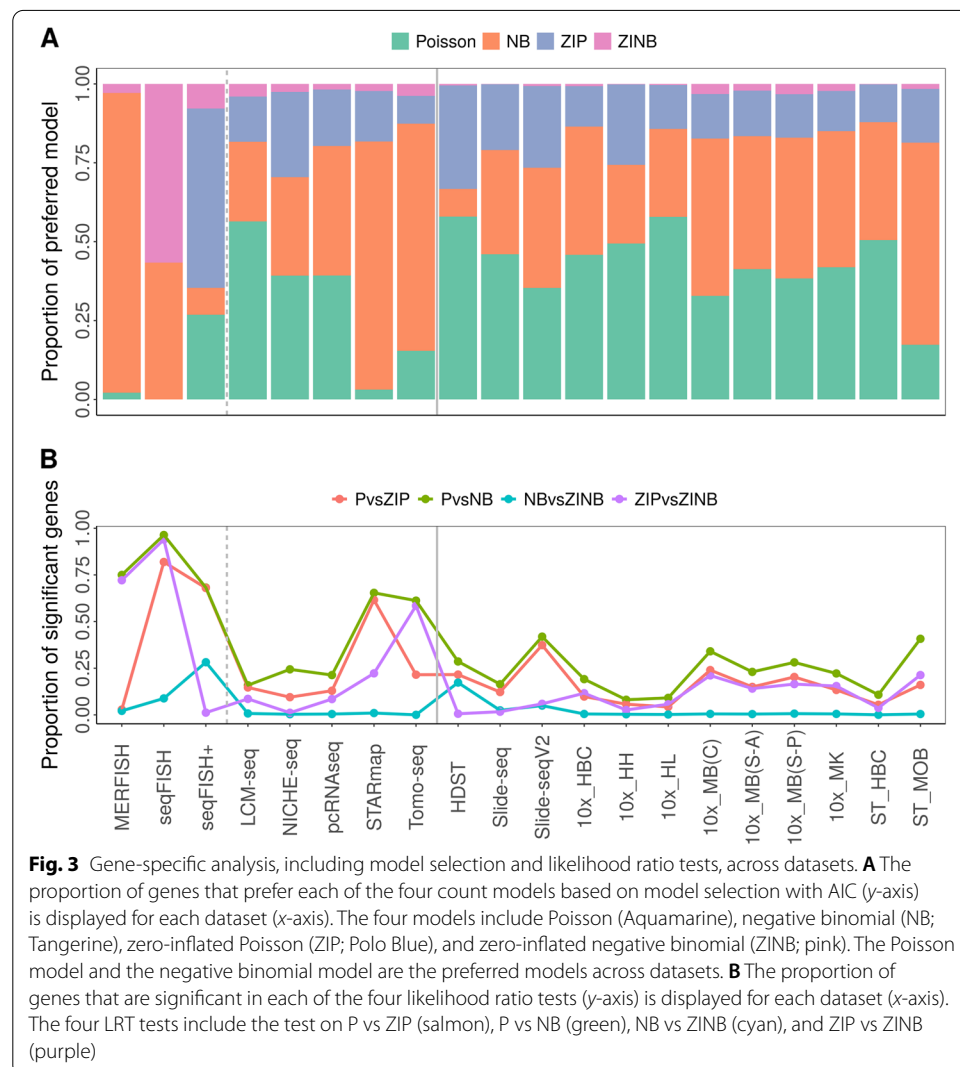 A
Poisson NB ZIP ZINB
Proportion of preferred model
1.00
0.75
0.50
0.25
0.00
B
PvsZIP PvsNB NBvsZINB ZIPvsZINB
Proportion of significant genes
1.00
0.75
0.50
0.25
0.00
MERFISH
seqFISH
seqFISH+
LCM-seq
NICHE-seq
pcRNAseq
STARmap
Tomo-seq
HDST
Slide-seq
Slide-seqV2
10x_HBC
10x_HH
10x_HL
10x_MB(C)
10x_MB(S-A)
10x_MB(S-P)
10x_MK
ST_HBC
ST_MOB
Fig. 3 Gene-specific analysis, including model selection and likelihood ratio tests, across datasets. A The
proportion of genes that prefer each of the four count models based on model selection with AIC (y-axis)
is displayed for each dataset (x-axis). The four models include Poisson (Aquamarine), negative binomial (NB;
Tangerine), zero-inflated Poisson (ZIP; Polo Blue), and zero-inflated negative binomial (ZINB; pink). The Poisson
model and the negative binomial model are the preferred models across datasets. B The proportion of
genes that are significant in each of the four likelihood ratio tests (y-axis) is displayed for each dataset (x-axis).
The four LRT tests include the test on P vs ZIP (salmon), P vs NB (green), NB vs ZINB (cyan), and ZIP vs ZINB
(purple)